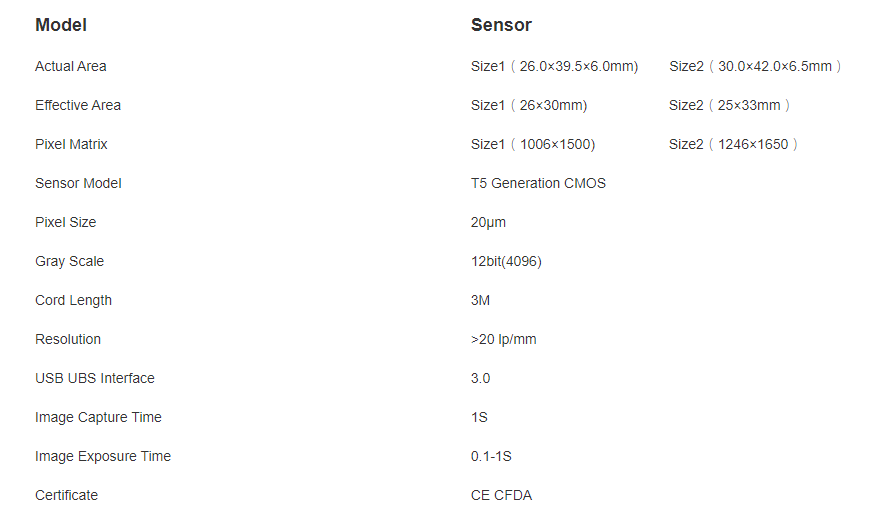 Model Sensor
Actual Area Size1（26.0×39.5×6.0mm) Size2（30.0×42.0×6.5mm）
Effective Area Size1（26×30mm) Size2（25×33mm）
Pixel Matrix Size1（1006×1500) Size2（1246×1650）
Sensor Model T5 Generation CMOS
Pixel Size 20μm
Gray Scale 12bit(4096)
Cord Length 3M
Resolution >20 lp/mm
USB UBS Interface 3.0
Image Capture Time 1S
Image Exposure Time 0.1-1S
Certificate CE CFDA